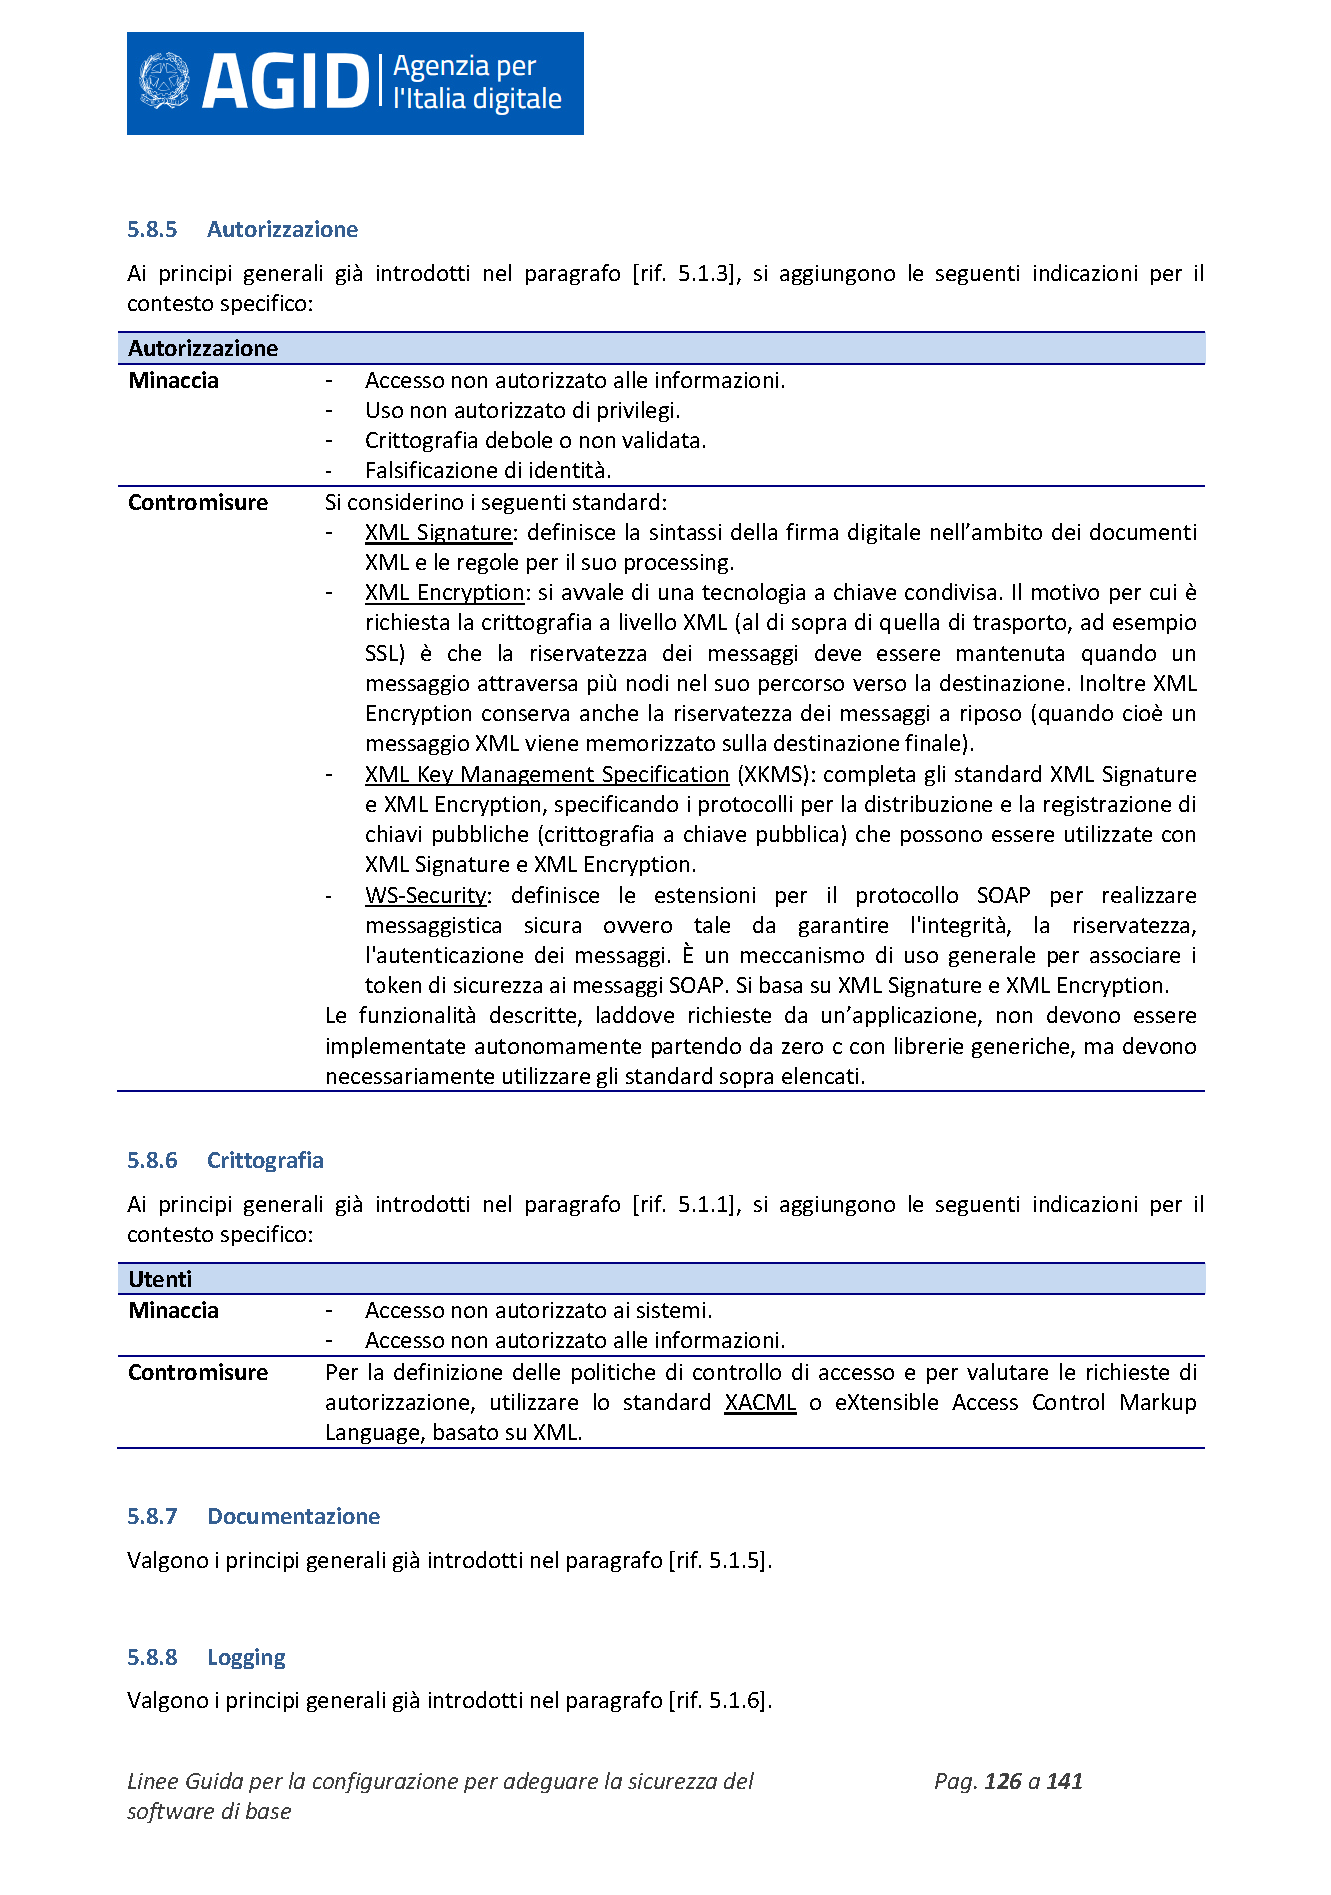 AGID Agenzia per
l'Italia digitale
5.8.5 Autorizzazione
Ai principi generali già introdotti nel paragrafo [rif. 5.1.3], si aggiungono le seguenti indicazioni per il
contesto specifico:
Autorizzazione
Minaccia - Accesso non autorizzato alle informazioni.
- Uso non autorizzato di privilegi.
- Crittografia debole o non validata.
- Falsificazione di identità.
Contromisure Si considerino i seguenti standard:
- XML Signature: definisce la sintassi della firma digitale nell’ambito dei documenti
XML e le regole per il suo processing.
- XML Encryption: si avvale di una tecnologia a chiave condivisa. Il motivo per cui è
richiesta la crittografia a livello XML (al di sopra di quella di trasporto, ad esempio
SSL) è che la riservatezza dei messaggi deve essere mantenuta quando un
messaggio attraversa più nodi nel suo percorso verso la destinazione. Inoltre XML
Encryption conserva anche la riservatezza dei messaggi a riposo (quando cioè un
messaggio XML viene memorizzato sulla destinazione finale).
- XML Key Management Specification (XKMS): completa gli standard XML Signature
e XML Encryption, specificando i protocolli per la distribuzione e la registrazione di
chiavi pubbliche (crittografia a chiave pubblica) che possono essere utilizzate con
XML Signature e XML Encryption.
- WS-Security: definisce le estensioni per il protocollo SOAP per realizzare
messaggistica sicura ovvero tale da garantire l'integrità, la riservatezza,
l'autenticazione dei messaggi. È un meccanismo di uso generale per associare i
token di sicurezza ai messaggi SOAP. Si basa su XML Signature e XML Encryption.
Le funzionalità descritte, laddove richieste da un’applicazione, non devono essere
implementate autonomamente partendo da zero c con librerie generiche, ma devono
necessariamente utilizzare gli standard sopra elencati.
5.8.6 Crittografia
Ai principi generali già introdotti nel paragrafo [rif. 5.1.1], si aggiungono le seguenti indicazioni per il
contesto specifico:
Utenti
Minaccia - Accesso non autorizzato ai sistemi.
- Accesso non autorizzato alle informazioni.
Contromisure Per la definizione delle politiche di controllo di accesso e per valutare le richieste di
autorizzazione, utilizzare lo standard XACML o eXtensible Access Control Markup
Language, basato su XML.
5.8.7 Documentazione
Valgono i principi generali già introdotti nel paragrafo [rif. 5.1.5].
5.8.8 Logging
Valgono i principi generali già introdotti nel paragrafo [rif. 5.1.6].
Linee Guida per la configurazione per adeguare la sicurezza del Pag. 126 a 141
software di base